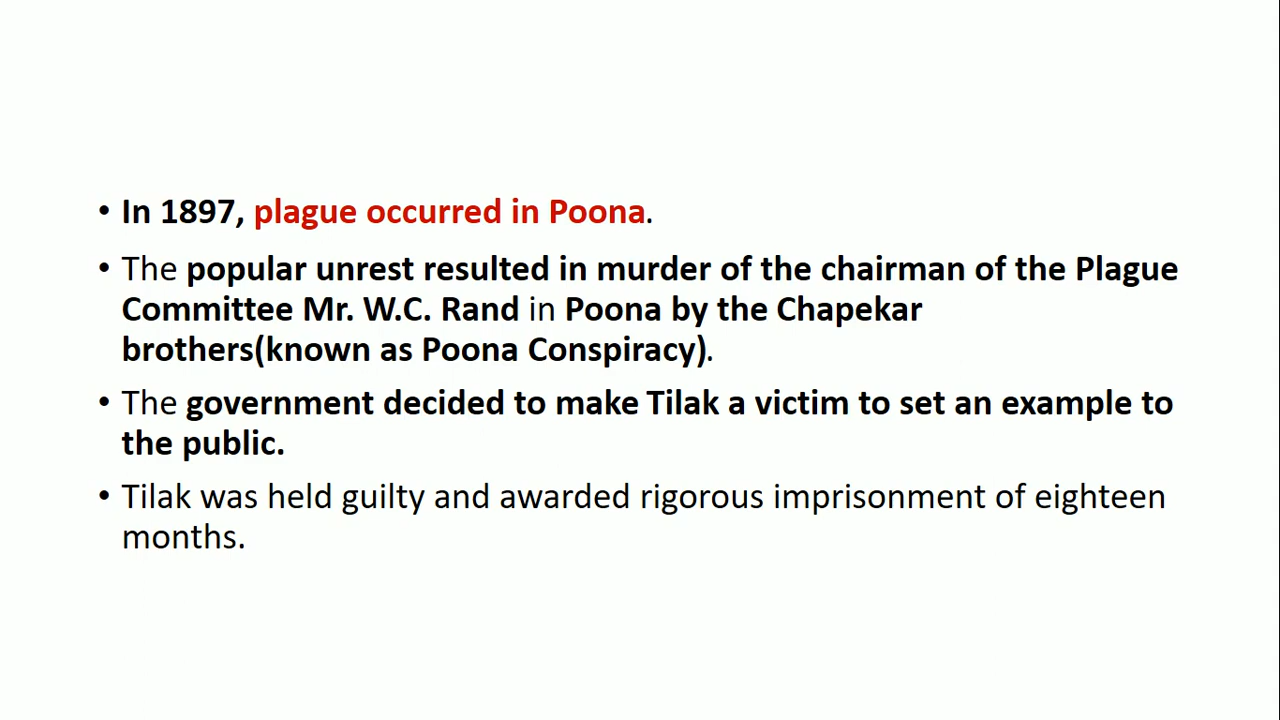 • In 1897, plague occurred in Poona.
• The popular unrest resulted in murder of the chairman of the Plague
Committee Mr. W.C. Rand in Poona by the Chapekar
brothers(known as Poona Conspiracy).
• The government decided to make Tilak a victim to set an example to
the public.
• Tilak was held guilty and awarded rigorous imprisonment of eighteen
months.